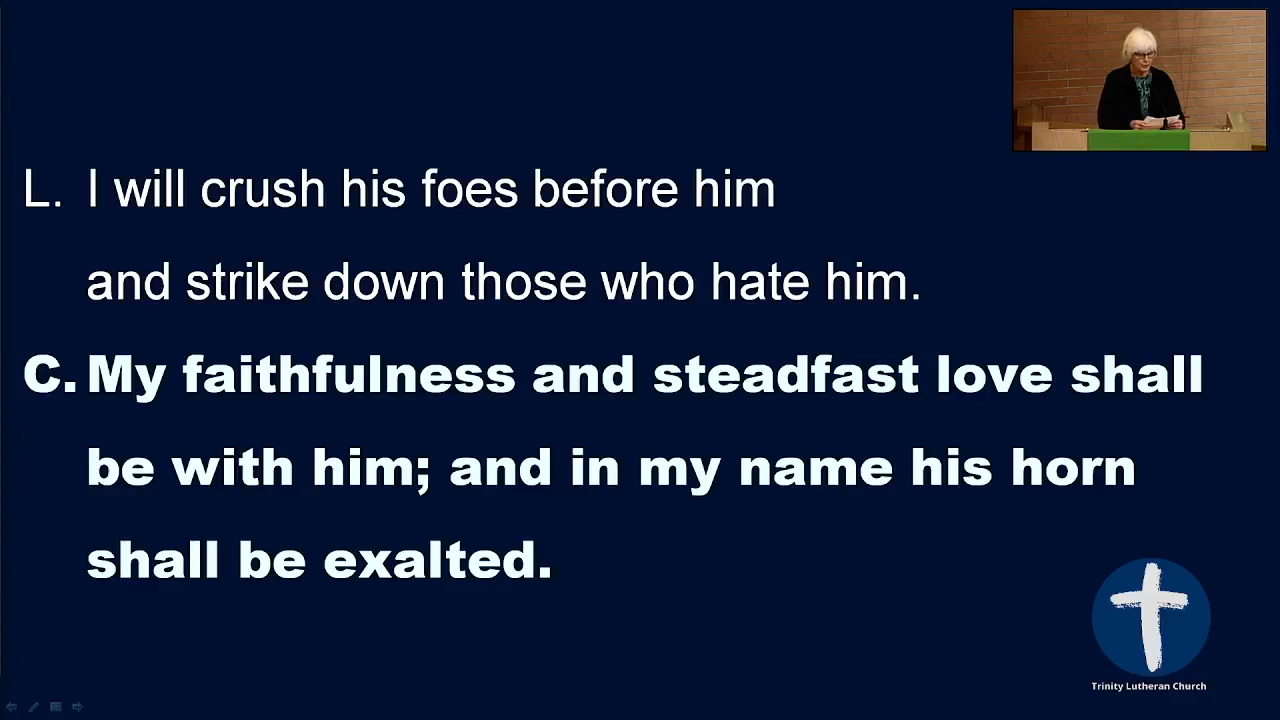 L. I will crush his foes before him
and strike down those who hate him.
C. My faithfulness and steadfast love shall
be with him; and in my name his horn
shall be exalted.
Trinity Lutheran Church